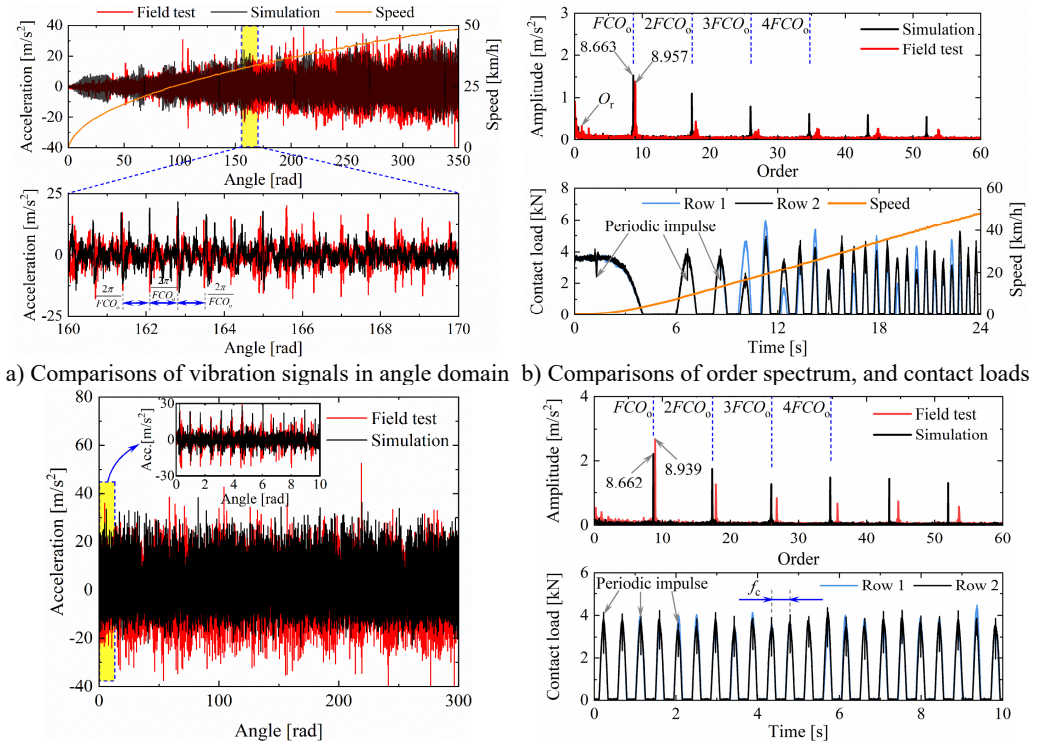 Field test Simulation Speed
Acceleration [m/s²]
40
20
0
-20
-40
0 50 100 150 200 250 300 350
Angle [rad]
50
25
0
Speed [km/h]
Acceleration [m/s²]
25
0
-25
2π
FCOₒ
2π
FCOₒ
2π
FCOₒ
160 162 164 166 168 170
Angle [rad]
Amplitude [m/s²]
3
2
1
0
FCOₒ 2FCOₒ 3FCOₒ 4FCOₒ
8.663
8.957
Oᵣ
Simulation
Field test
0 10 20 30 40 50 60
Order
Contact load [kN]
8
6
4
2
0
Row 1 Row 2 Speed
Periodic impulse
60
40
20
0
Speed [km/h]
0 3 6 9 12 15 18 21 24
Time [s]
a) Comparisons of vibration signals in angle domain b) Comparisons of order spectrum, and contact loads
Acceleration [m/s²]
80
60
40
20
0
-20
-40
Acc.[m/s²]
30
0
-30
0 2 4 6 8 10
Angle [rad]
Field test
Simulation
0 100 200 300
Angle [rad]
Amplitude [m/s²]
4
2
0
FCOₒ 2FCOₒ 3FCOₒ 4FCOₒ
8.662
8.939
Field test
Simulation
0 10 20 30 40 50 60
Order
Contact load [kN]
6
4
2
0
Periodic impulse
f_c
Row 1 Row 2
0 2 4 6 8 10
Time [s]